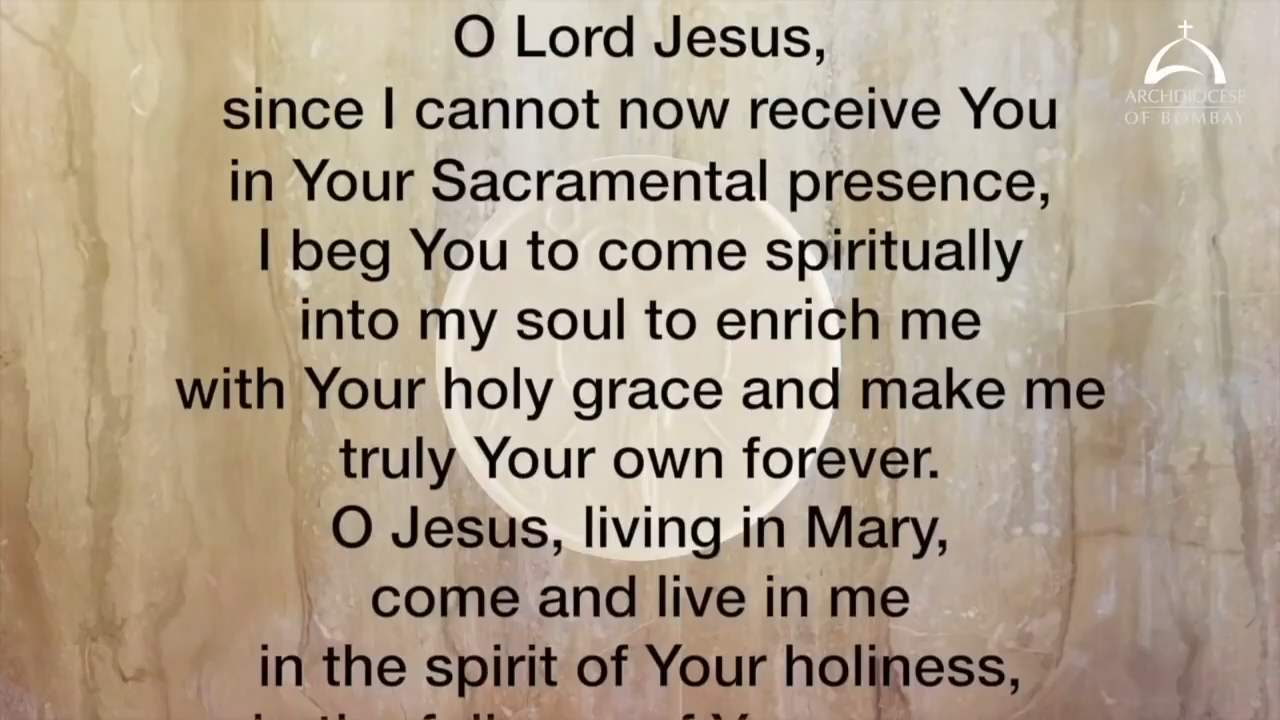 O Lord Jesus,
since I cannot now receive You
in Your Sacramental presence,
I beg You to come spiritually
into my soul to enrich me
with Your holy grace and make me
truly Your own forever.
O Jesus, living in Mary,
come and live in me
in the spirit of Your holiness,
ARCHDIOCESE
OF BOMBAY